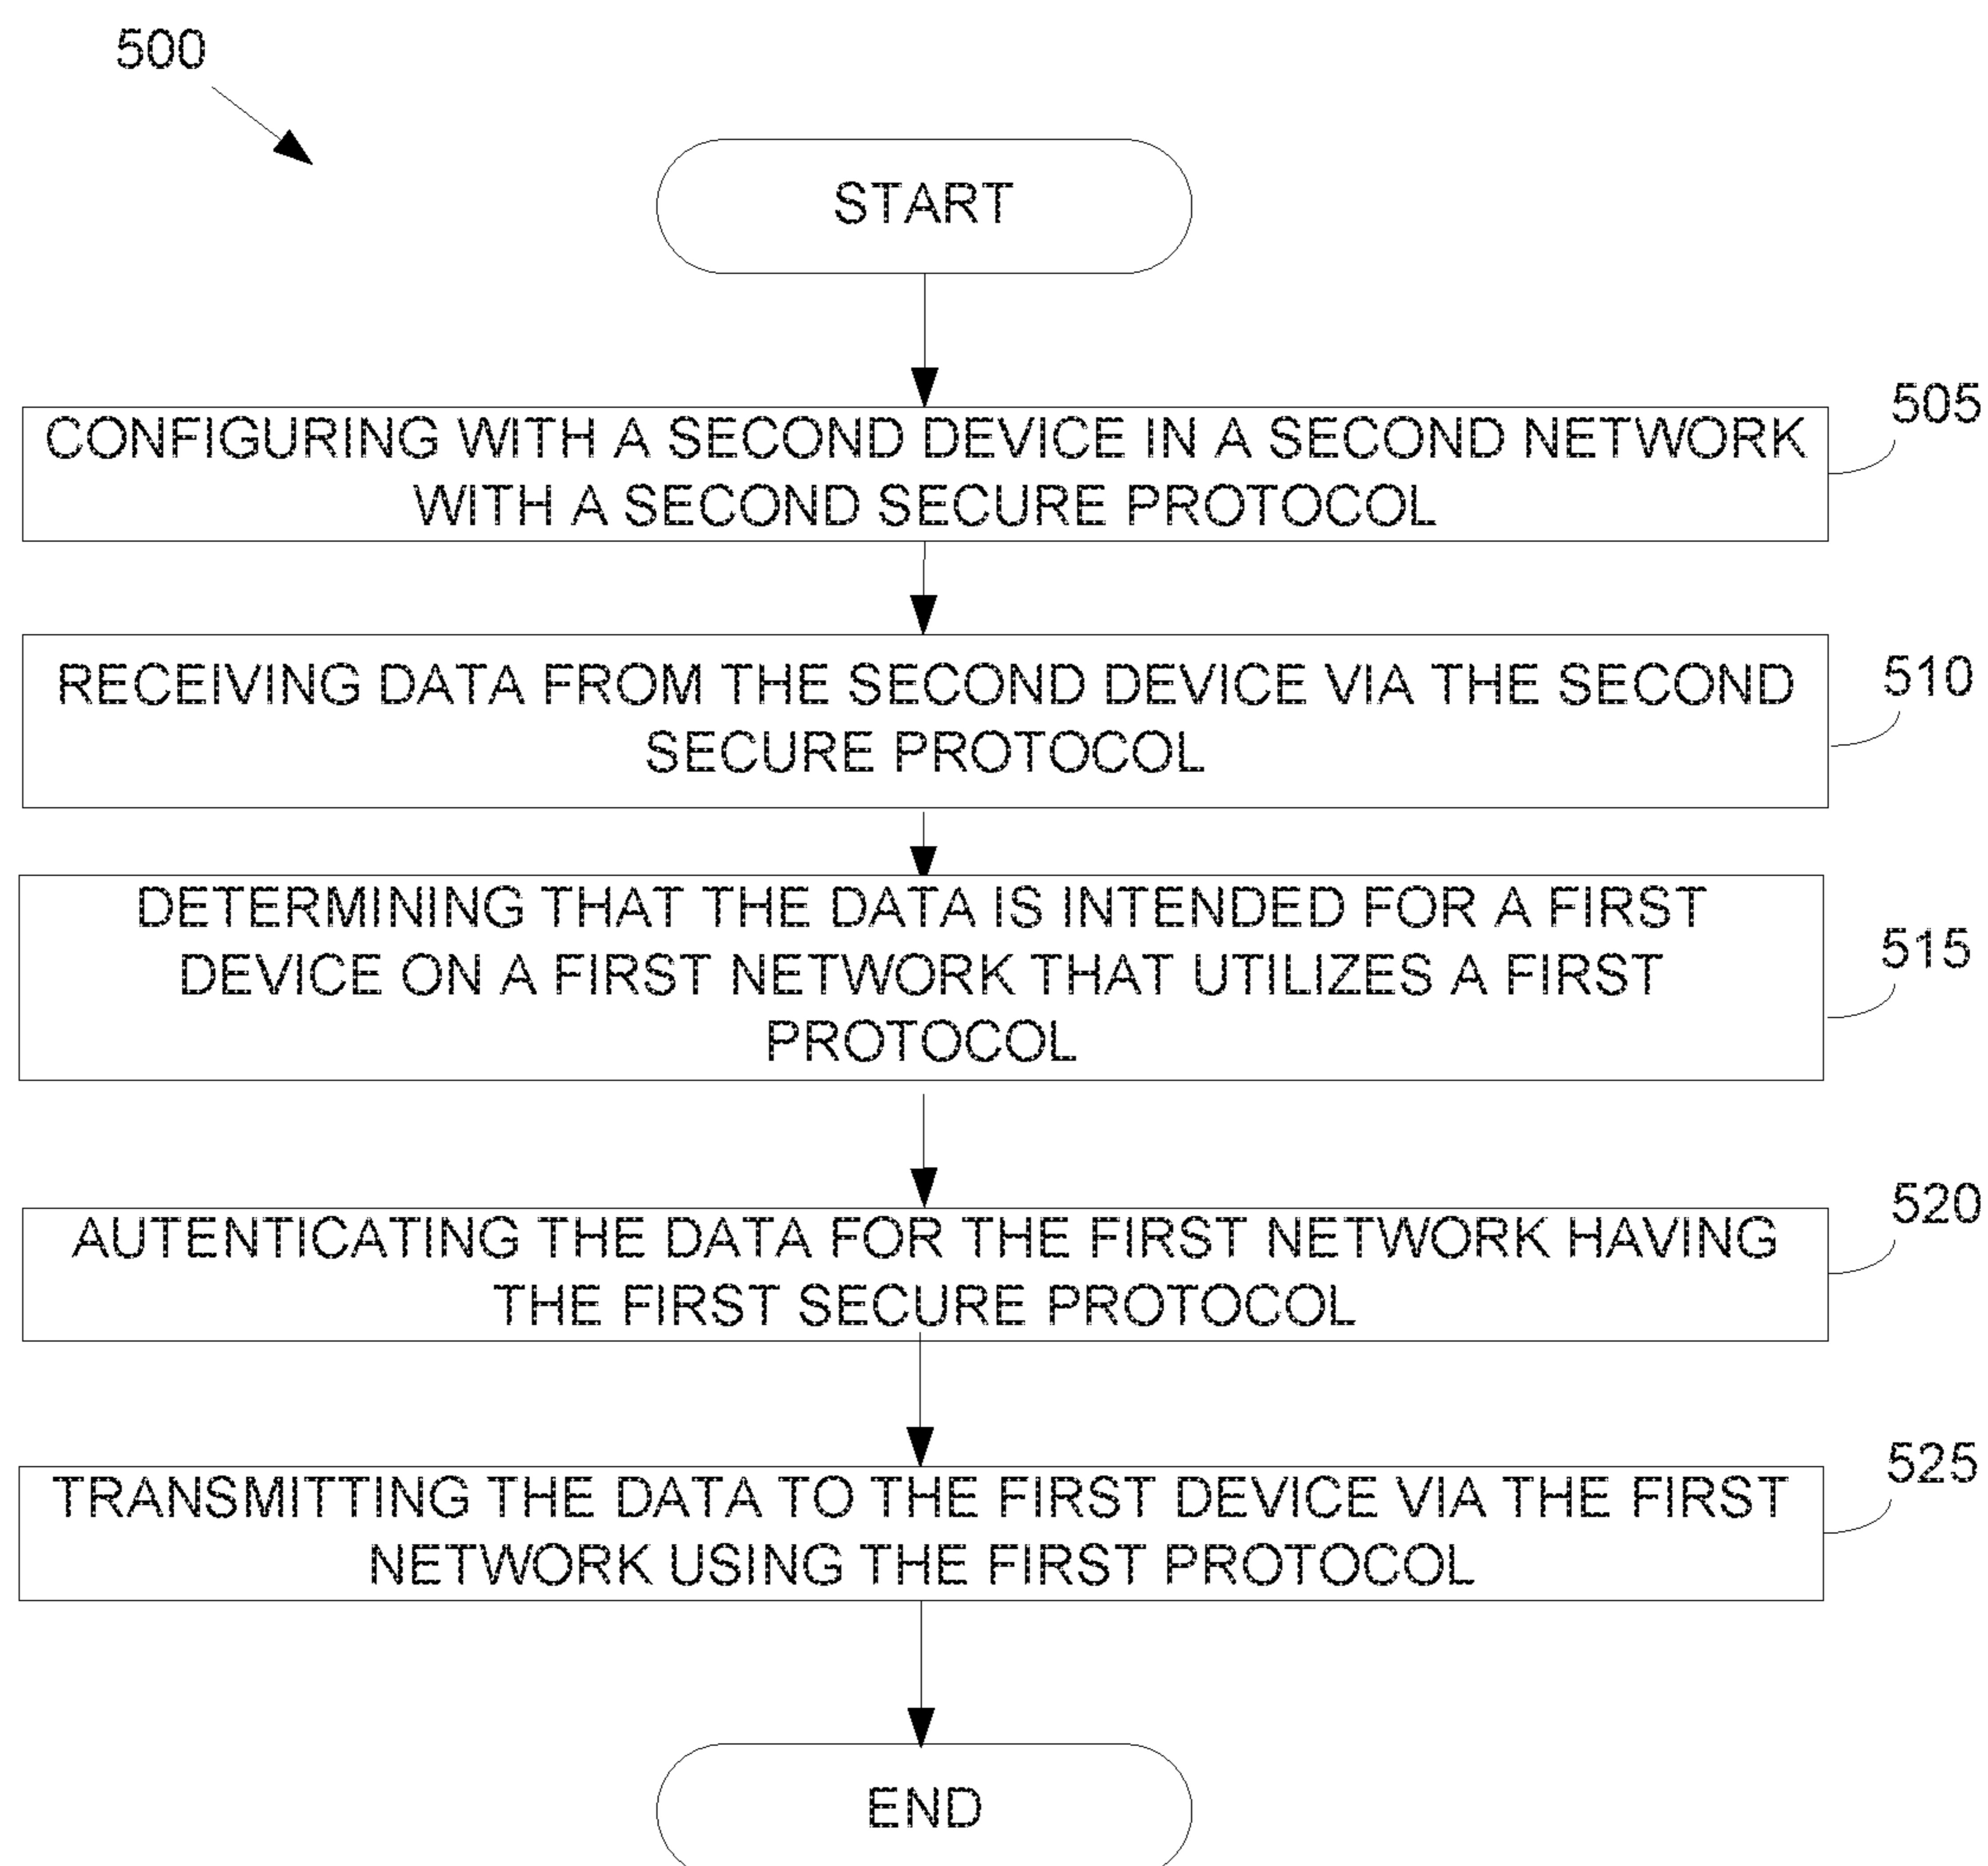 500
START
CONFIGURING WITH A SECOND DEVICE IN A SECOND NETWORK
WITH A SECOND SECURE PROTOCOL
505
RECEIVING DATA FROM THE SECOND DEVICE VIA THE SECOND
SECURE PROTOCOL
510
DETERMINING THAT THE DATA IS INTENDED FOR A FIRST
DEVICE ON A FIRST NETWORK THAT UTILIZES A FIRST
PROTOCOL
515
AUTENTICATING THE DATA FOR THE FIRST NETWORK HAVING
THE FIRST SECURE PROTOCOL
520
TRANSMITTING THE DATA TO THE FIRST DEVICE VIA THE FIRST
NETWORK USING THE FIRST PROTOCOL
525
END